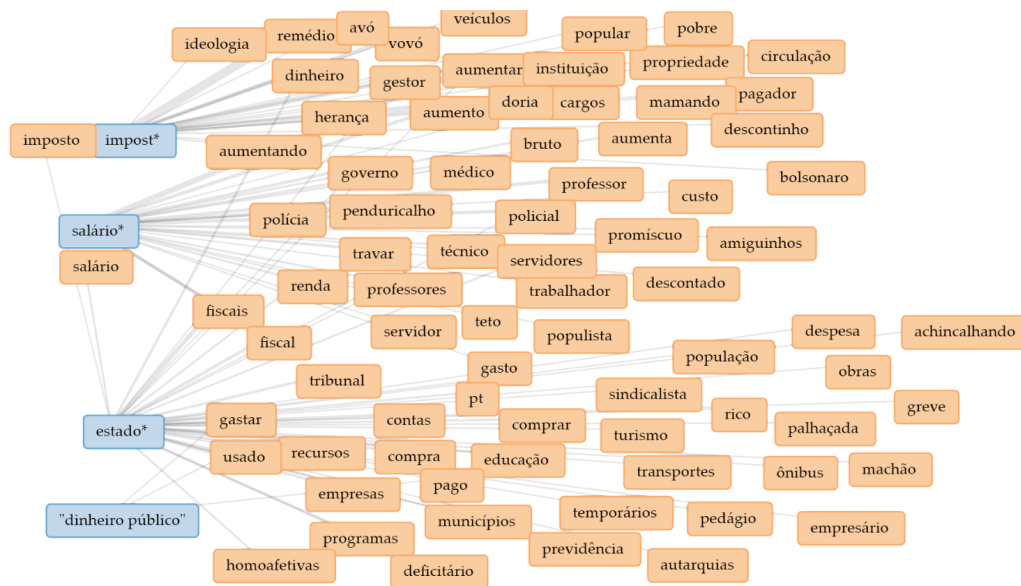 veículos
avó
pobre
remédio
popular
ideologia
vovó
circulação
propriedade
instituição
aumentar
dinheiro
gestor
pagador
mamando
cargos
doria
aumento
herança
descontinho
aumenta
impost*
imposto
bruto
aumentando
médico
governo
bolsonaro
professor
custo
penduricalho
policial
polícia
salário*
promíscuo
amiguinhos
técnico
travar
servidores
salário
descontado
renda
professores
trabalhador
fiscais
teto
servidor
despesa
achincalhando
populista
fiscal
população
gasto
obras
tribunal
sindicalista
pt
greve
rico
gastar
contas
comprar
palhaçada
estado*
turismo
recursos
usado
compra
educação
machão
transportes
ônibus
pago
empresas
temporários
"dinheiro público"
municípios
pedágio
empresário
programas
previdência
autarquias
homoafetivas
deficitário